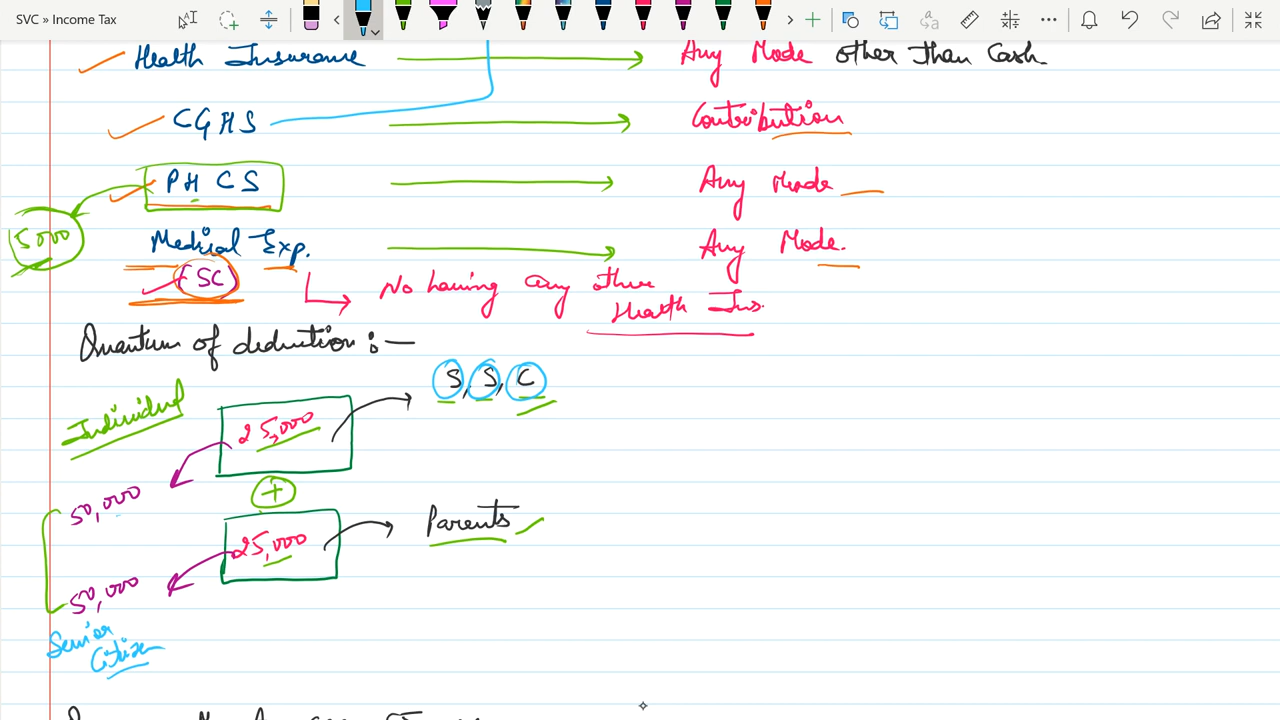 SVC » Income Tax
Health Insurance Any Mode other than Cash
CGHS Contribution
PHCS Any Mode
5000
Medical Exp. Any Mode.
(SC) No having any other
Health Ins.
Quantum of deduction :-
S, S, C
Individual
25,000
50,000
+
25,000 Parents
50,000
Senior
Citizen